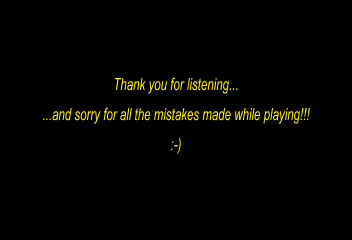 Thank you for listening...
...and sorry for all the mistakes made while playing!!!
:-)